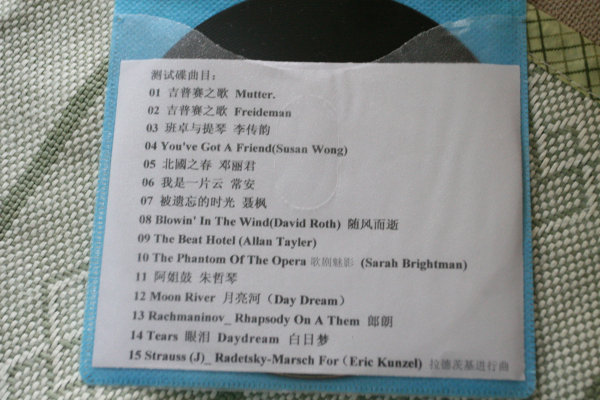 测试碟曲目：
01 吉普赛之歌 Mutter.
02 吉普赛之歌 Freideman
03 班卓与提琴 李传韵
04 You've Got A Friend(Susan Wong)
05 北國之春 邓丽君
06 我是一片云 常安
07 被遗忘的时光 聂枫
08 Blowin' In The Wind(David Roth) 随风而逝
09 The Beat Hotel (Allan Tayler)
10 The Phantom Of The Opera 歌剧魅影 (Sarah Brightman)
11 阿姐鼓 朱哲琴
12 Moon River 月亮河（Day Dream）
13 Rachmaninov_ Rhapsody On A Them 郎朗
14 Tears 眼泪 Daydream 白日梦
15 Strauss (J)_ Radetsky-Marsch For（Eric Kunzel) 拉德茨基进行曲